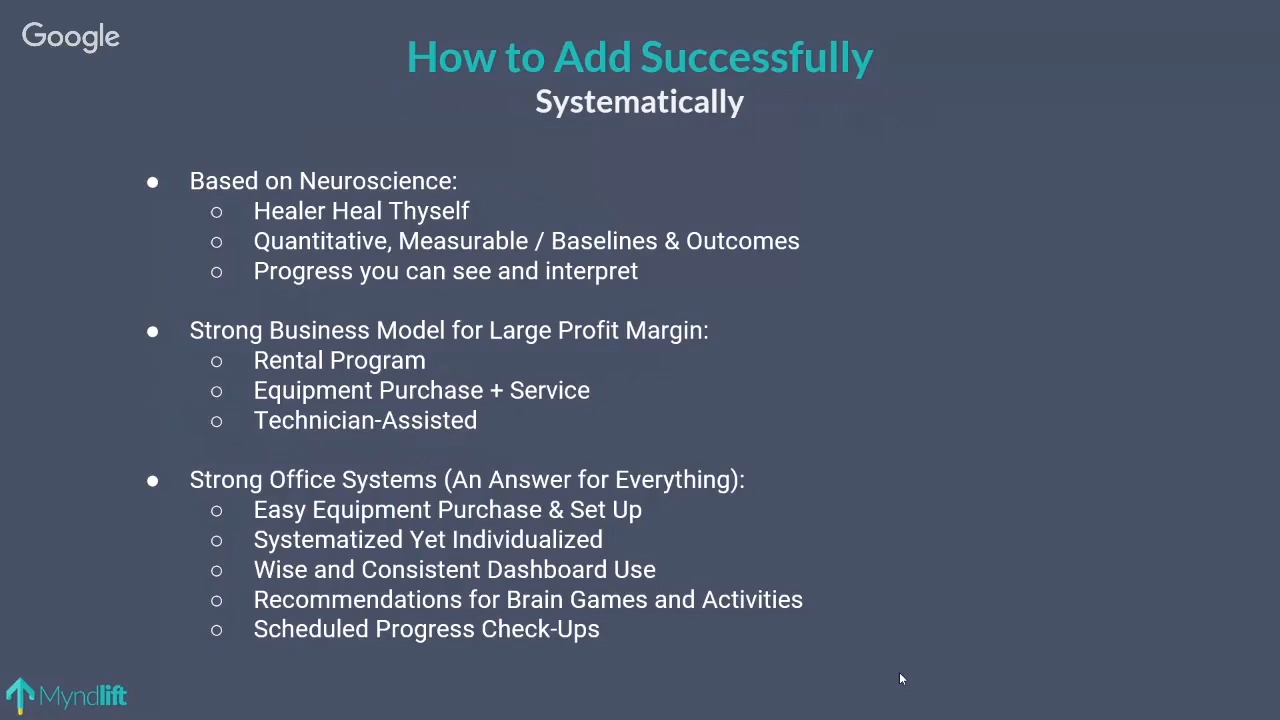 Google
How to Add Successfully
Systematically
● Based on Neuroscience:
○ Healer Heal Thyself
○ Quantitative, Measurable / Baselines & Outcomes
○ Progress you can see and interpret
● Strong Business Model for Large Profit Margin:
○ Rental Program
○ Equipment Purchase + Service
○ Technician-Assisted
● Strong Office Systems (An Answer for Everything):
○ Easy Equipment Purchase & Set Up
○ Systematized Yet Individualized
○ Wise and Consistent Dashboard Use
○ Recommendations for Brain Games and Activities
○ Scheduled Progress Check-Ups
Myndlift